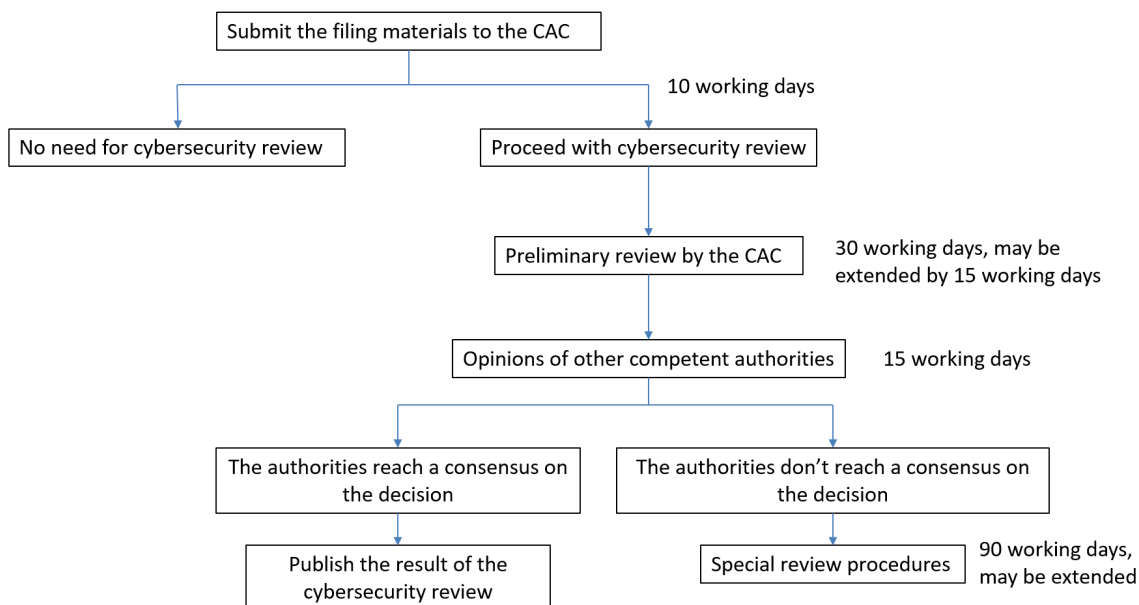 Submit the filing materials to the CAC
10 working days
No need for cybersecurity review
Proceed with cybersecurity review
Preliminary review by the CAC
30 working days, may be
extended by 15 working days
Opinions of other competent authorities
15 working days
The authorities reach a consensus on
the decision
The authorities don’t reach a consensus on
the decision
Publish the result of the
cybersecurity review
Special review procedures
90 working days,
may be extended